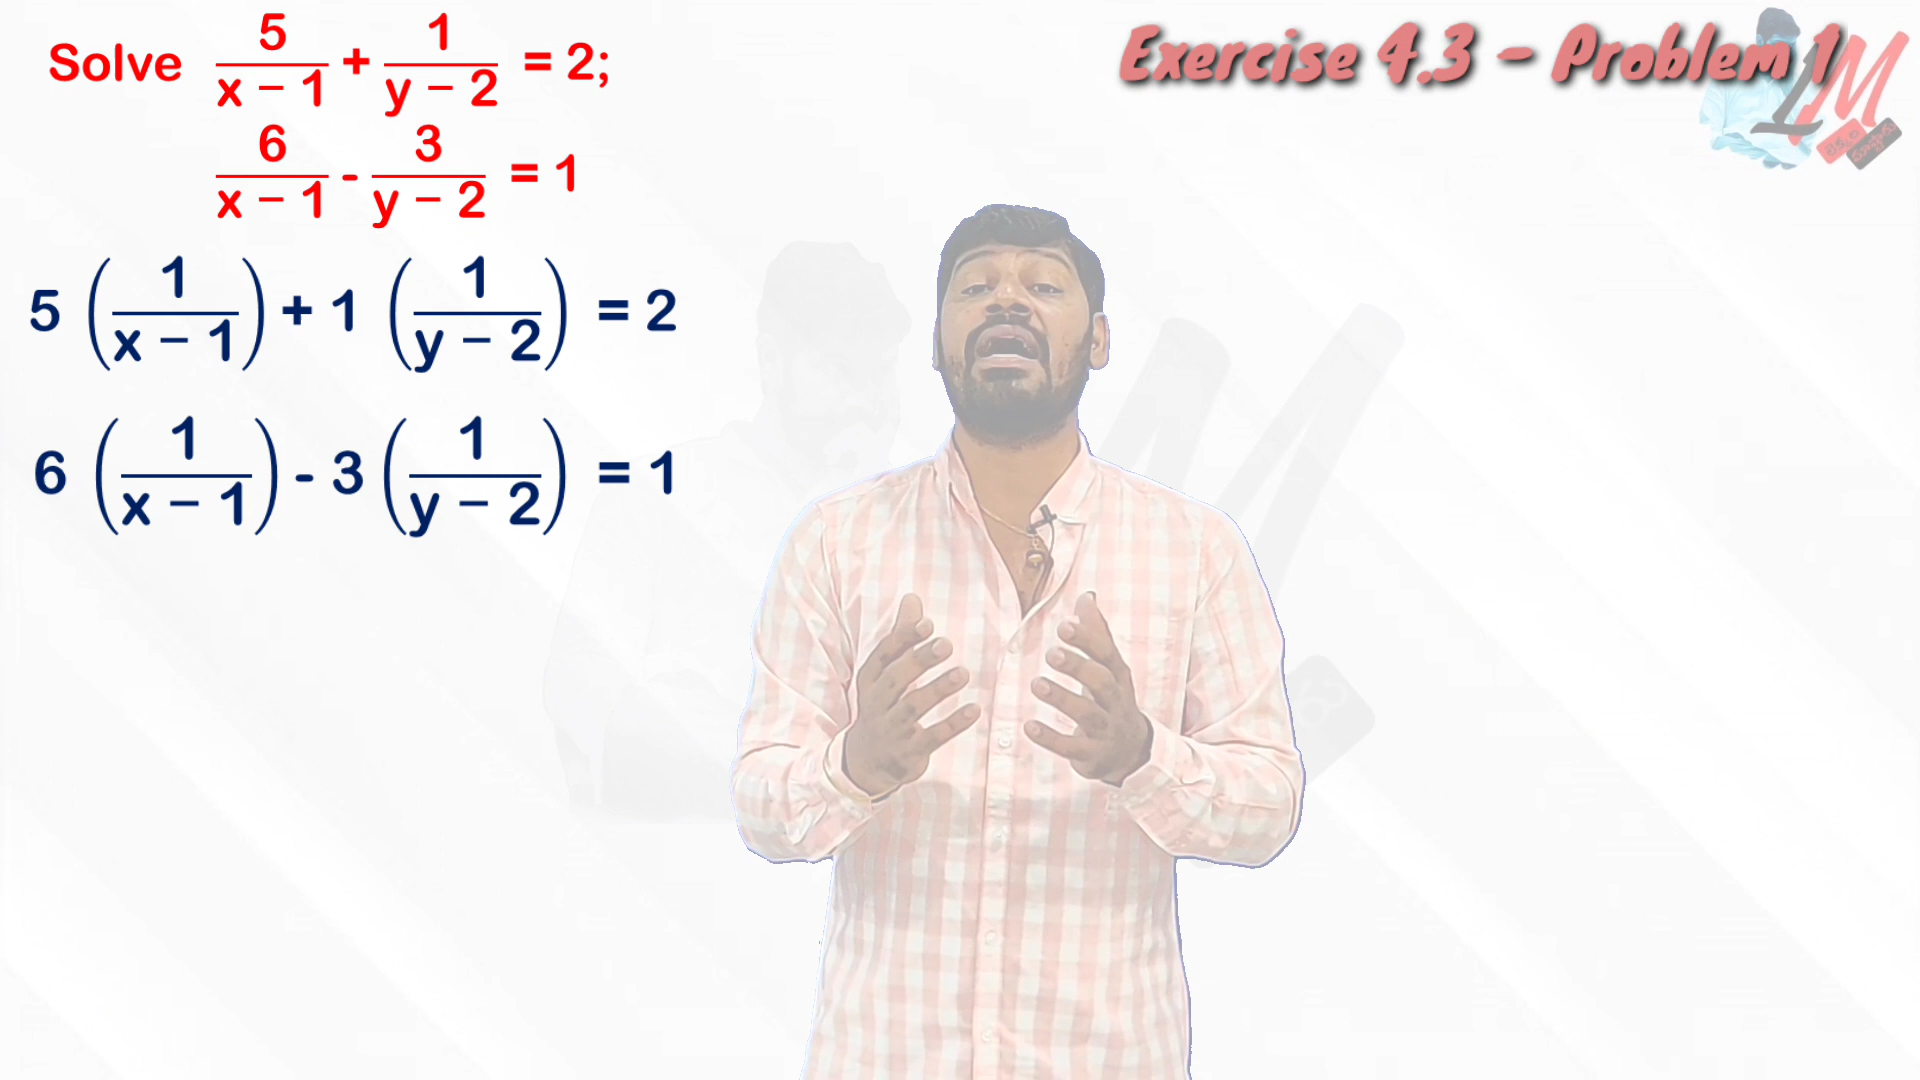 Exercise 4.3 – Problem 1
Solve 5/(x – 1) + 1/(y – 2) = 2;
6/(x – 1) - 3/(y – 2) = 1
5 (1/(x – 1)) + 1 (1/(y – 2)) = 2
6 (1/(x – 1)) - 3 (1/(y – 2)) = 1